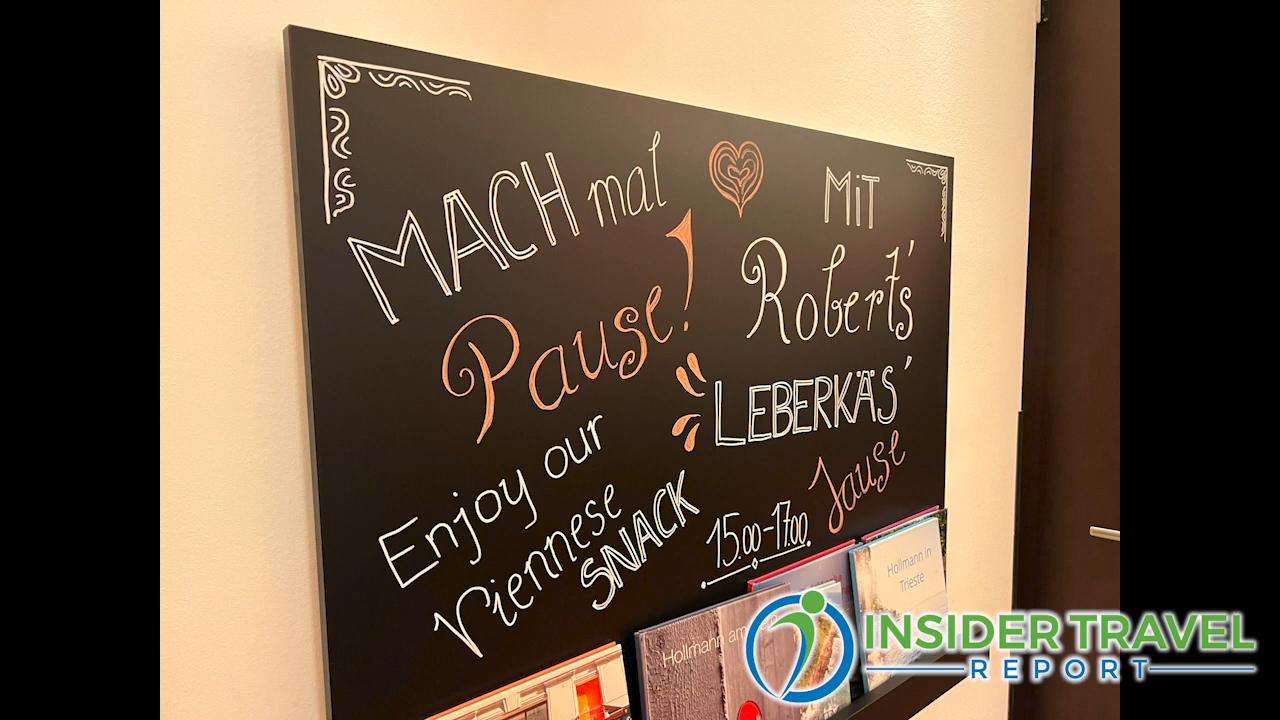 MACH mal
Pause!
Enjoy our
Viennese
SNACK
MiT
Robert's
LEBERKÄS'
Jause
15.00-17.00
Hollmann am
Hollmann in
Trieste
INSIDER TRAVEL
REPORT